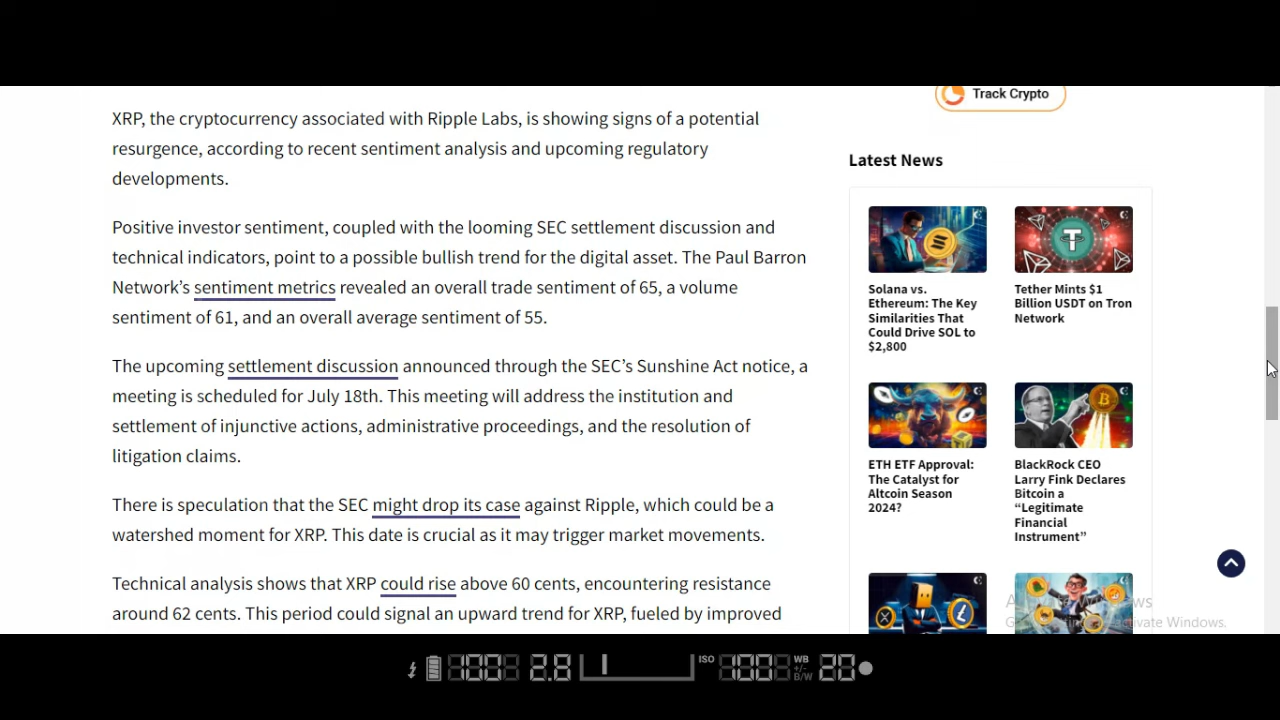 Track Crypto
XRP, the cryptocurrency associated with Ripple Labs, is showing signs of a potential
resurgence, according to recent sentiment analysis and upcoming regulatory
developments.
Positive investor sentiment, coupled with the looming SEC settlement discussion and
technical indicators, point to a possible bullish trend for the digital asset. The Paul Barron
Network’s sentiment metrics revealed an overall trade sentiment of 65, a volume
sentiment of 61, and an overall average sentiment of 55.
The upcoming settlement discussion announced through the SEC’s Sunshine Act notice, a
meeting is scheduled for July 18th. This meeting will address the institution and
settlement of injunctive actions, administrative proceedings, and the resolution of
litigation claims.
There is speculation that the SEC might drop its case against Ripple, which could be a
watershed moment for XRP. This date is crucial as it may trigger market movements.
Technical analysis shows that XRP could rise above 60 cents, encountering resistance
around 62 cents. This period could signal an upward trend for XRP, fueled by improved
Latest News
Solana vs.
Ethereum: The Key
Similarities That
Could Drive SOL to
$2,800
Tether Mints $1
Billion USDT on Tron
Network
ETH ETF Approval:
The Catalyst for
Altcoin Season
2024?
BlackRock CEO
Larry Fink Declares
Bitcoin a
“Legitimate
Financial
Instrument”
100 2.8 ISO 100 WB +/- B/W 20